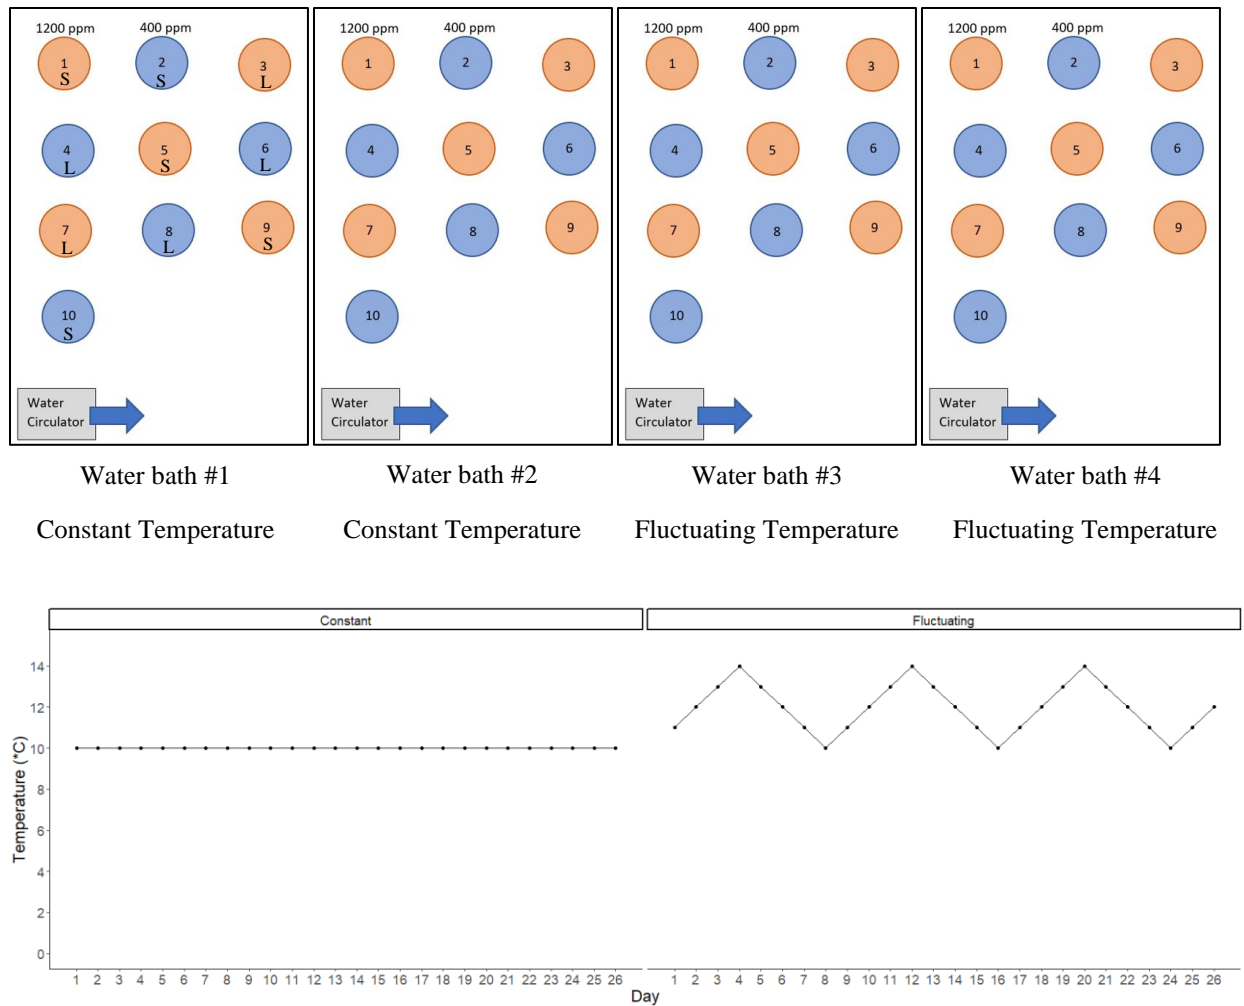 1200 ppm 400 ppm
1 2 3
S S L
4 5 6
L S L
7 8 9
L L S
10
S
Water
Circulator
1200 ppm 400 ppm
1 2 3
4 5 6
7 8 9
10
Water
Circulator
1200 ppm 400 ppm
1 2 3
4 5 6
7 8 9
10
Water
Circulator
1200 ppm 400 ppm
1 2 3
4 5 6
7 8 9
10
Water
Circulator
Water bath #1 Water bath #2 Water bath #3 Water bath #4
Constant Temperature Constant Temperature Fluctuating Temperature Fluctuating Temperature
Constant Fluctuating
Temperature (*C)
14
12
10
8
6
4
2
0
1 2 3 4 5 6 7 8 9 10 11 12 13 14 15 16 17 18 19 20 21 22 23 24 25 26 1 2 3 4 5 6 7 8 9 10 11 12 13 14 15 16 17 18 19 20 21 22 23 24 25 26
Day